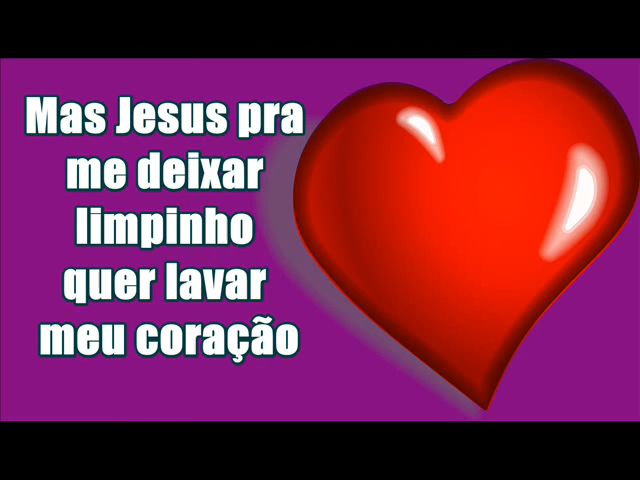 Mas Jesus pra
me deixar
limpinho
quer lavar
meu coração